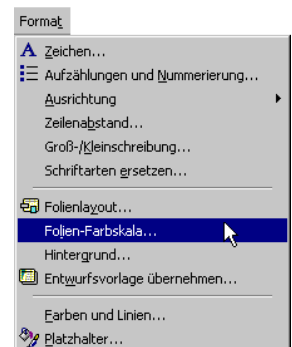 Format
Zeichen...
Aufzählungen und Nummerierung...
Ausrichtung
Zeilenabstand...
Groß-/Kleinschreibung...
Schriftarten ersetzen...
Folienlayout...
Folien-Farbskala...
Hintergrund...
Entwurfsvorlage übernehmen...
Farben und Linien...
Platzhalter...